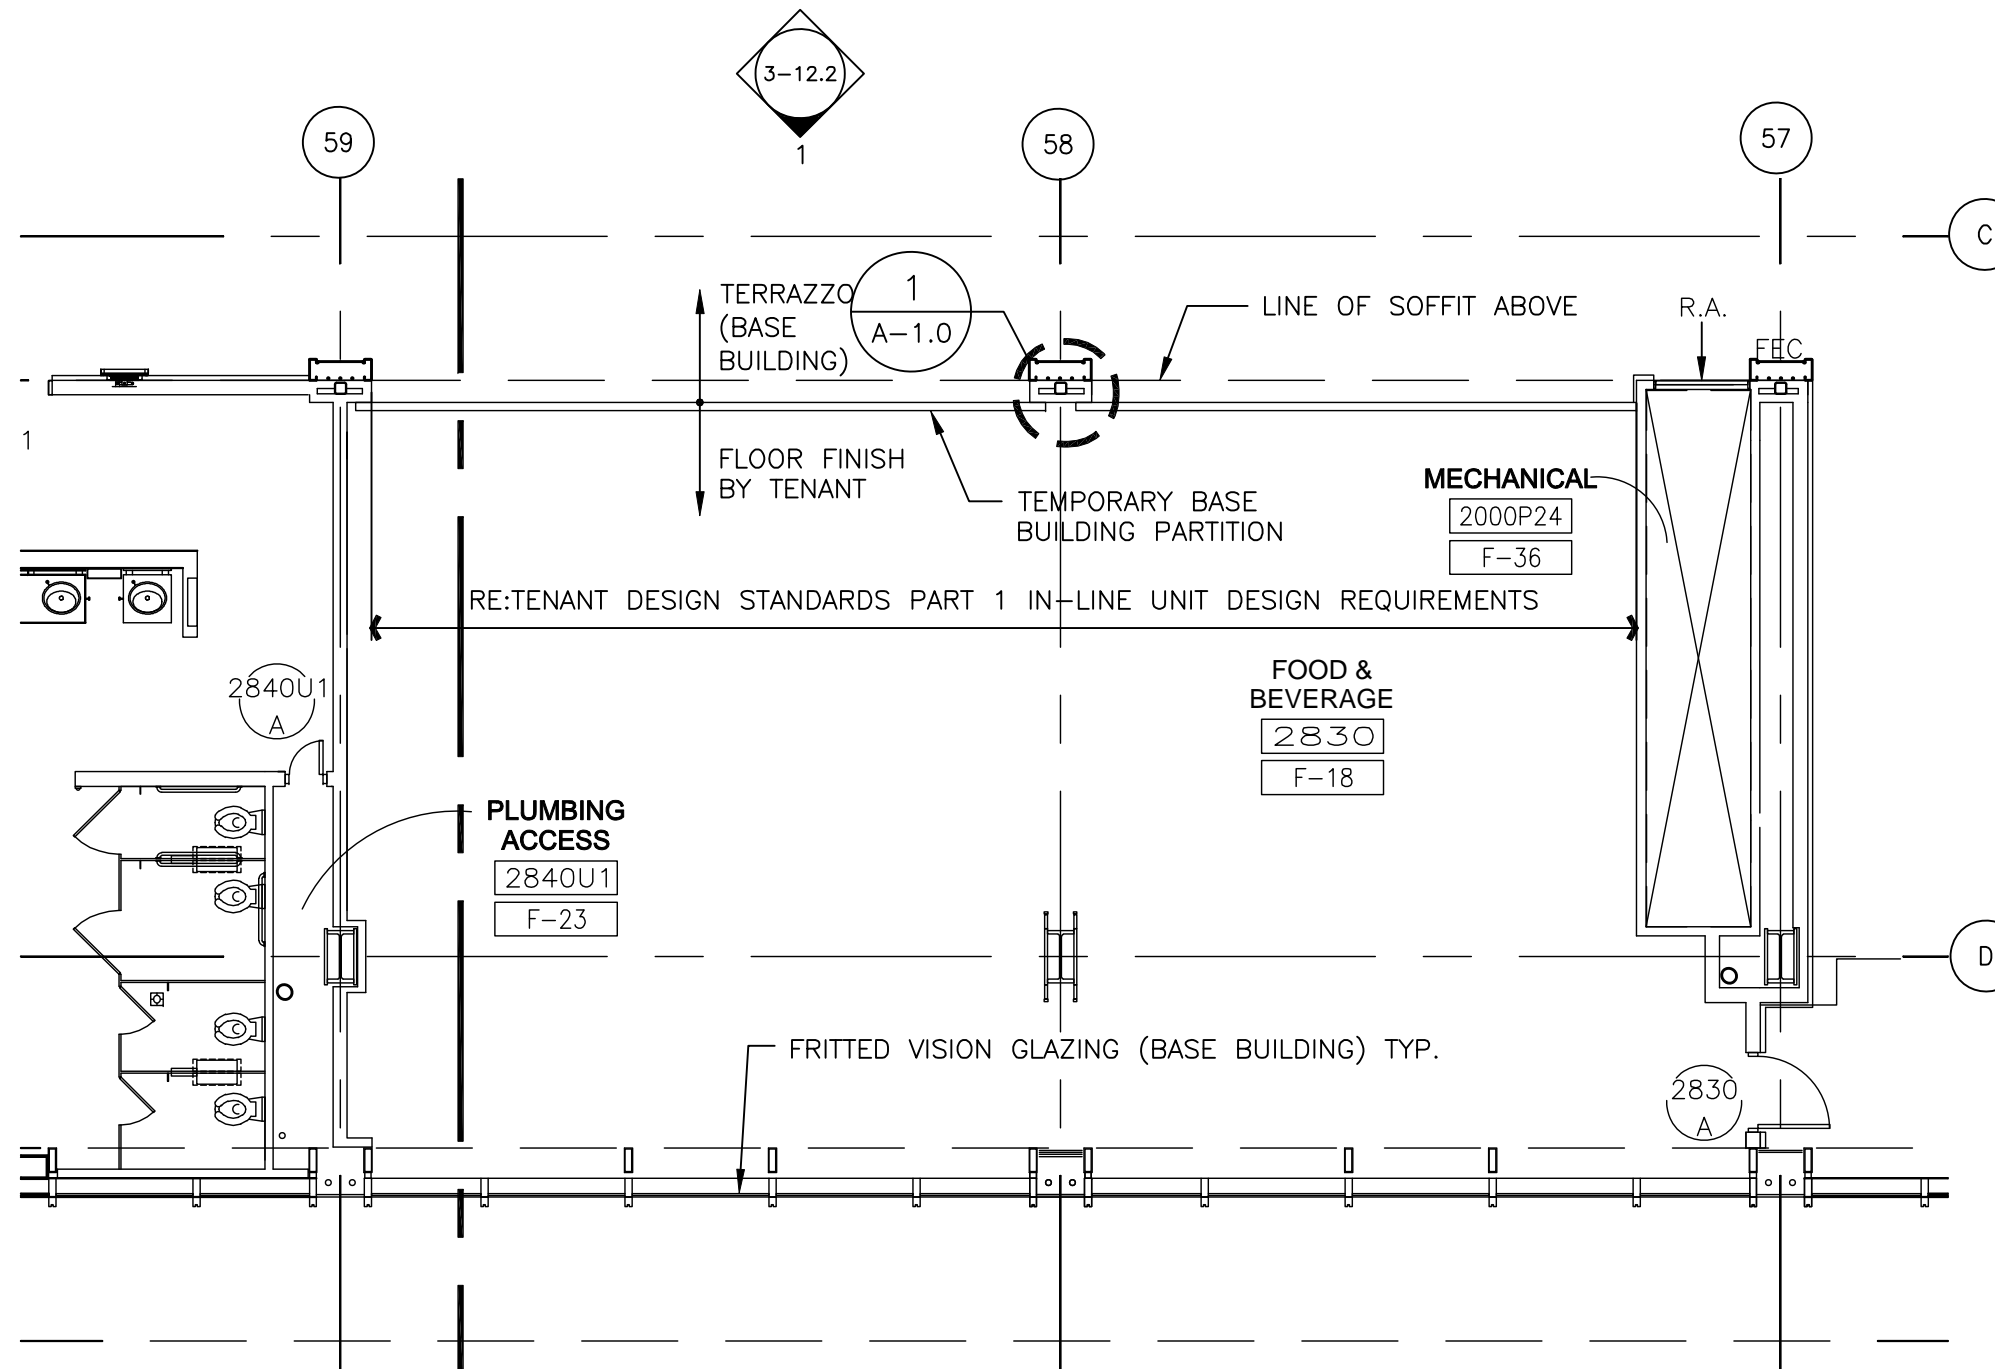 3-12.2
1
59
58
57
C
TERRAZZO
(BASE
BUILDING)
1
A-1.0
LINE OF SOFFIT ABOVE
R.A.
FEC
1
FLOOR FINISH
BY TENANT
TEMPORARY BASE
BUILDING PARTITION
MECHANICAL
2000P24
F-36
RE:TENANT DESIGN STANDARDS PART 1 IN-LINE UNIT DESIGN REQUIREMENTS
2840U1
A
FOOD &
BEVERAGE
2830
F-18
PLUMBING
ACCESS
2840U1
F-23
D
FRITTED VISION GLAZING (BASE BUILDING) TYP.
2830
A